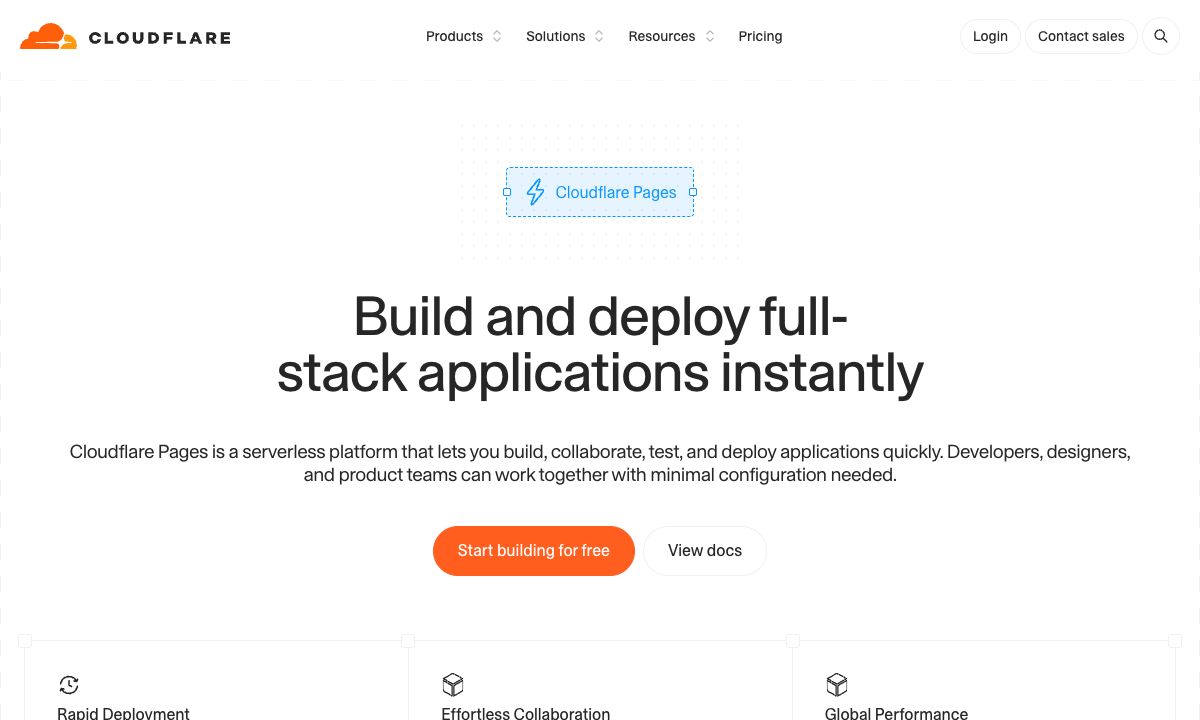 CLOUDFLARE
Products
Solutions
Resources
Pricing
Login
Contact sales
Cloudflare Pages
Build and deploy full-
stack applications instantly
Cloudflare Pages is a serverless platform that lets you build, collaborate, test, and deploy applications quickly. Developers, designers,
and product teams can work together with minimal configuration needed.
Start building for free
View docs
Rapid Deployment
Effortless Collaboration
Global Performance